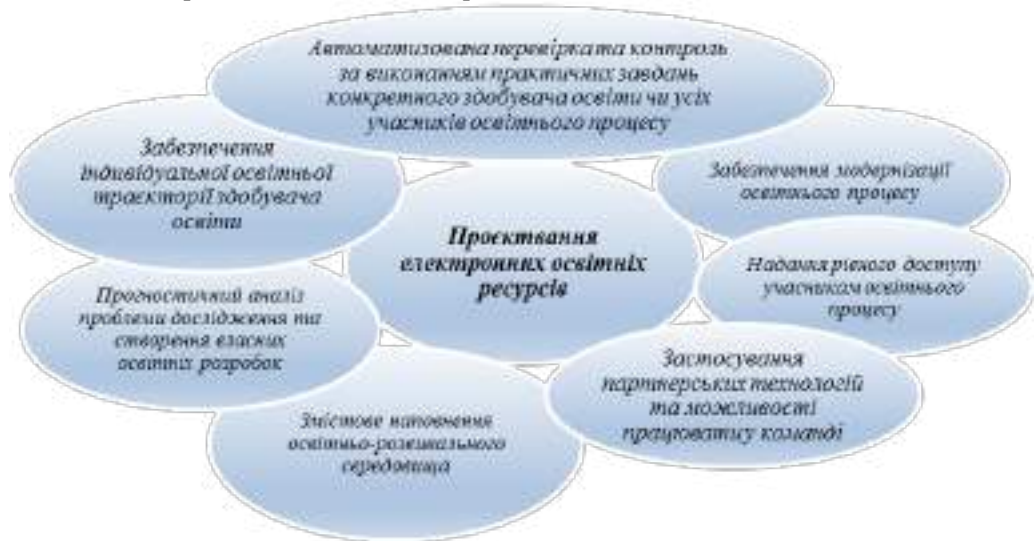 Автоматизована перевірка та контроль
за виконанням практичних завдань
конкретного здобувача освіти чи усіх
учасників освітнього процесу
Забезпечення
індивідуальної освітньої
траєкторії здобувача
освіти
Забезпечення модернізації
освітнього процесу
Проєктвання
електронних освітніх
ресурсів
Надання рівного доступу
учасникам освітнього
процесу
Прогностичний аналіз
проблеми дослідження та
створення власних
освітніх розробок
Застосування
партнерських технологій
та можливості
працювати у команді
Змістове наповнення
освітньо-розвивального
середовища